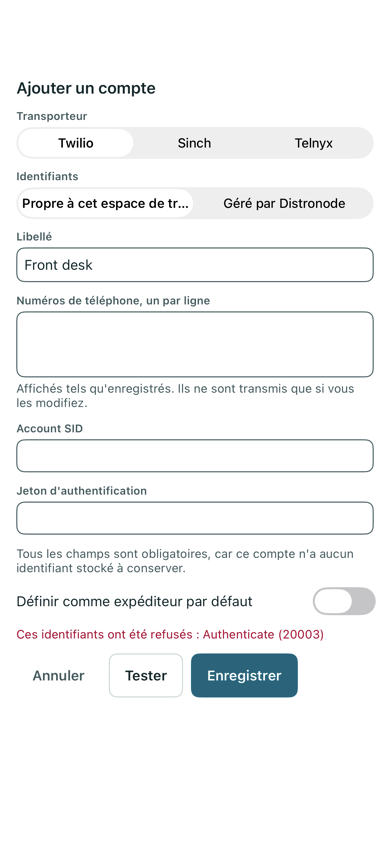 Ajouter un compte
Transporteur
Twilio
Sinch
Telnyx
Identifiants
Propre à cet espace de tr...
Géré par Distronode
Libellé
Front desk
Numéros de téléphone, un par ligne
Affichés tels qu'enregistrés. Ils ne sont transmis que si vous
les modifiez.
Account SID
Jeton d'authentification
Tous les champs sont obligatoires, car ce compte n'a aucun
identifiant stocké à conserver.
Définir comme expéditeur par défaut
Ces identifiants ont été refusés : Authenticate (20003)
Annuler
Tester
Enregistrer